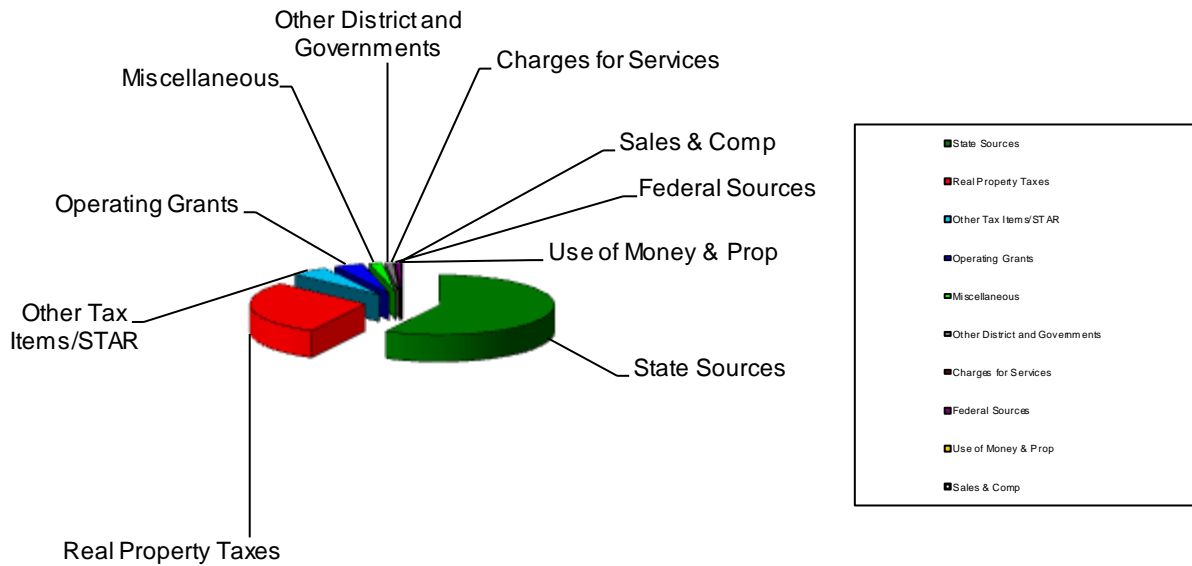 Other District and
Governments
Miscellaneous
Charges for Services
Sales & Comp
Federal Sources
Operating Grants
Use of Money & Prop
Other Tax
Items/STAR
State Sources
Real Property Taxes
State Sources
Real Property Taxes
Other Tax Items/STAR
Operating Grants
Miscellaneous
Other District and Governments
Charges for Services
Federal Sources
Use of Money & Prop
Sales & Comp